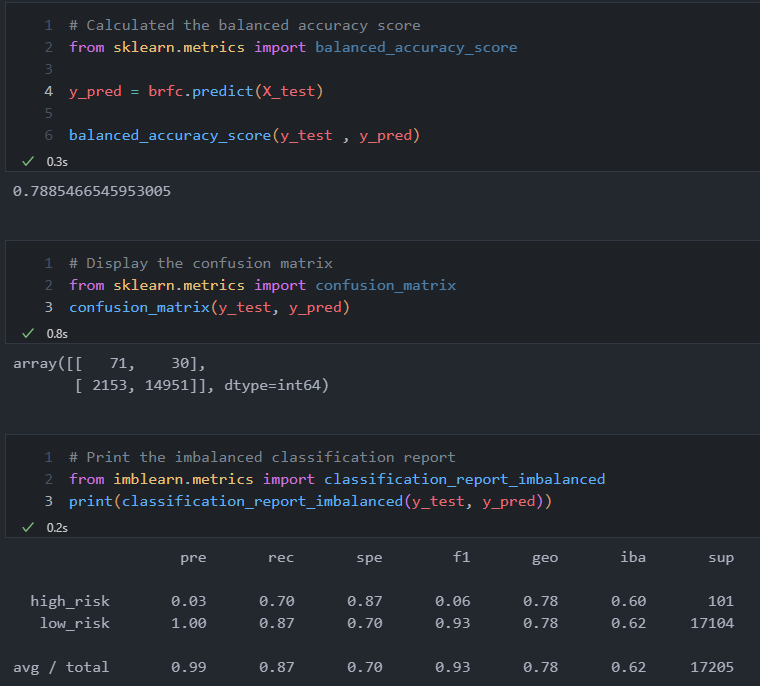 1 # Calculated the balanced accuracy score
2 from sklearn.metrics import balanced_accuracy_score
3
4 y_pred = brfc.predict(X_test)
5
6 balanced_accuracy_score(y_test , y_pred)
✓ 0.3s
0.7885466545953005
1 # Display the confusion matrix
2 from sklearn.metrics import confusion_matrix
3 confusion_matrix(y_test, y_pred)
✓ 0.8s
array([[   71,    30],
       [ 2153, 14951]], dtype=int64)
1 # Print the imbalanced classification report
2 from imblearn.metrics import classification_report_imbalanced
3 print(classification_report_imbalanced(y_test, y_pred))
✓ 0.2s
pre rec spe f1 geo iba sup
high_risk 0.03 0.70 0.87 0.06 0.78 0.60 101
low_risk 1.00 0.87 0.70 0.93 0.78 0.62 17104
avg / total 0.99 0.87 0.70 0.93 0.78 0.62 17205